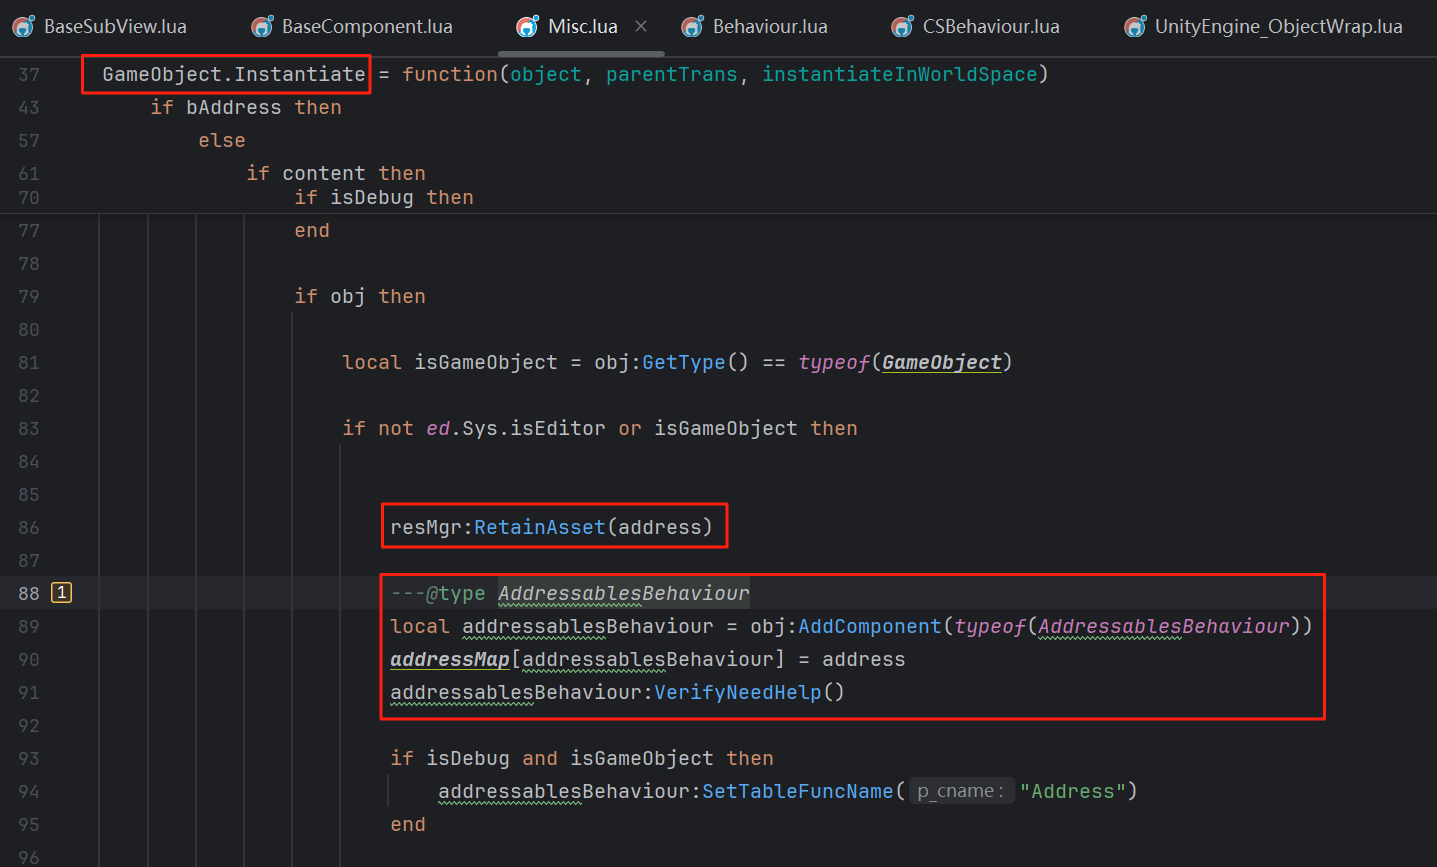 BaseSubView.lua BaseComponent.lua Misc.lua Behaviour.lua CSBehaviour.lua UnityEngine_ObjectWrap.lua
37 GameObject.Instantiate = function(object, parentTrans, instantiateInWorldSpace)
43 if bAddress then
57 else
61 if content then
70 if isDebug then
77 end
78
79 if obj then
80
81 local isGameObject = obj:GetType() == typeof(GameObject)
82
83 if not ed.Sys.isEditor or isGameObject then
84
85
86 resMgr:RetainAsset(address)
87
88 1 ---@type AddressablesBehaviour
89 local addressablesBehaviour = obj:AddComponent(typeof(AddressablesBehaviour))
90 addressMap[addressablesBehaviour] = address
91 addressablesBehaviour:VerifyNeedHelp()
92
93 if isDebug and isGameObject then
94 addressablesBehaviour:SetTableFuncName( p_cname: "Address")
95 end
96